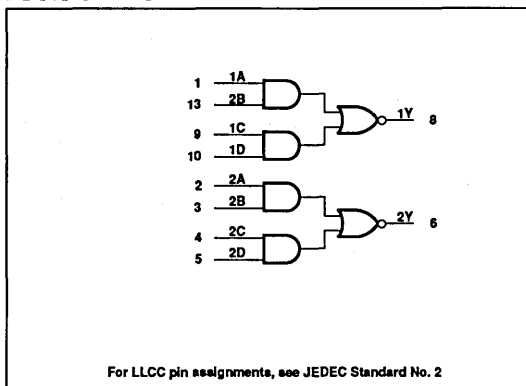 1 1A
13 2B
1Y 8
9 1C
10 1D
2 2A
3 2B
2Y 6
4 2C
5 2D
For LLCC pin assignments, see JEDEC Standard No. 2